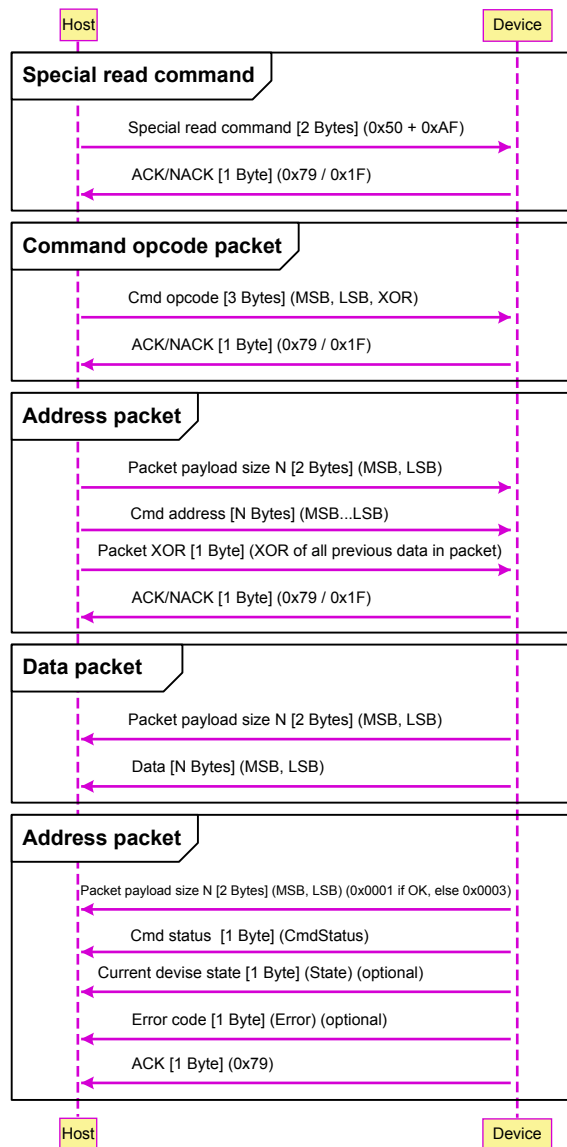 Host
Device
Special read command
Special read command [2 Bytes] (0x50 + 0xAF)
ACK/NACK [1 Byte] (0x79 / 0x1F)
Command opcode packet
Cmd opcode [3 Bytes] (MSB, LSB, XOR)
ACK/NACK [1 Byte] (0x79 / 0x1F)
Address packet
Packet payload size N [2 Bytes] (MSB, LSB)
Cmd address [N Bytes] (MSB...LSB)
Packet XOR [1 Byte] (XOR of all previous data in packet)
ACK/NACK [1 Byte] (0x79 / 0x1F)
Data packet
Packet payload size N [2 Bytes] (MSB, LSB)
Data [N Bytes] (MSB, LSB)
Address packet
Packet payload size N [2 Bytes] (MSB, LSB) (0x0001 if OK, else 0x0003)
Cmd status [1 Byte] (CmdStatus)
Current devise state [1 Byte] (State) (optional)
Error code [1 Byte] (Error) (optional)
ACK [1 Byte] (0x79)
Host
Device